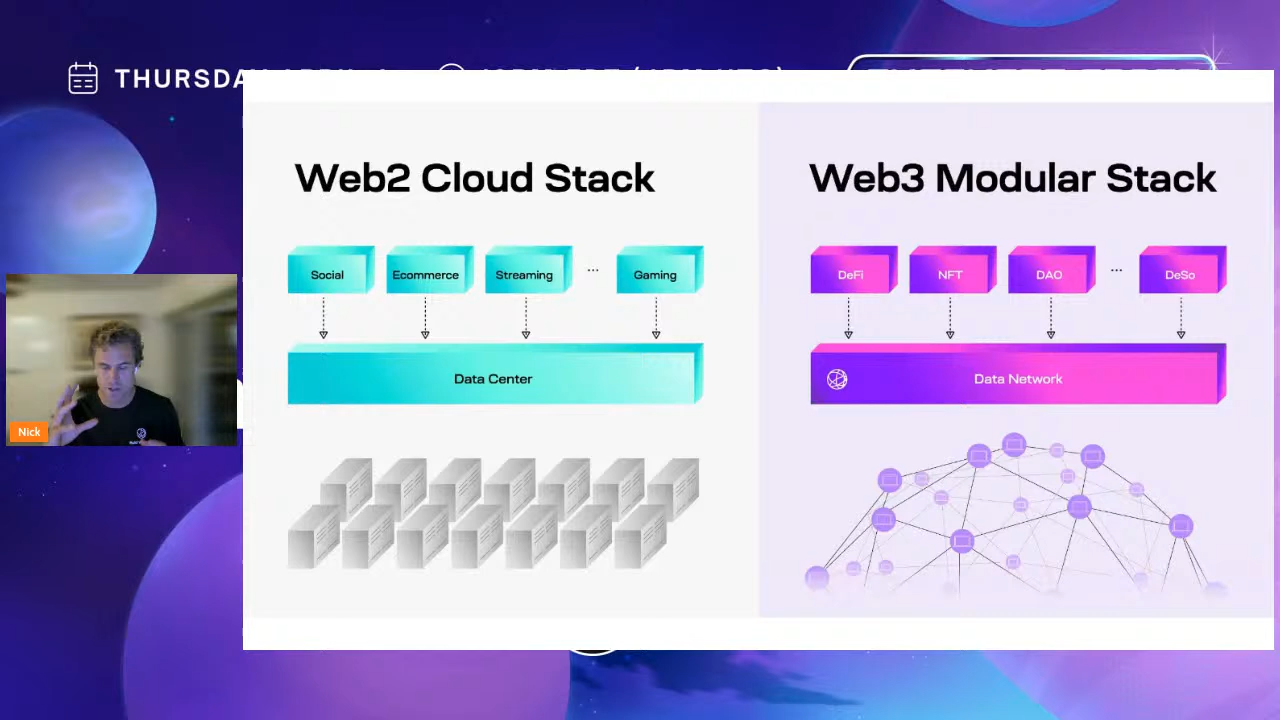 THURSDA
Web2 Cloud Stack
Web3 Modular Stack
Social
Ecommerce
Streaming
...
Gaming
DeFi
NFT
DAO
...
DeSo
Data Center
Data Network
Nick